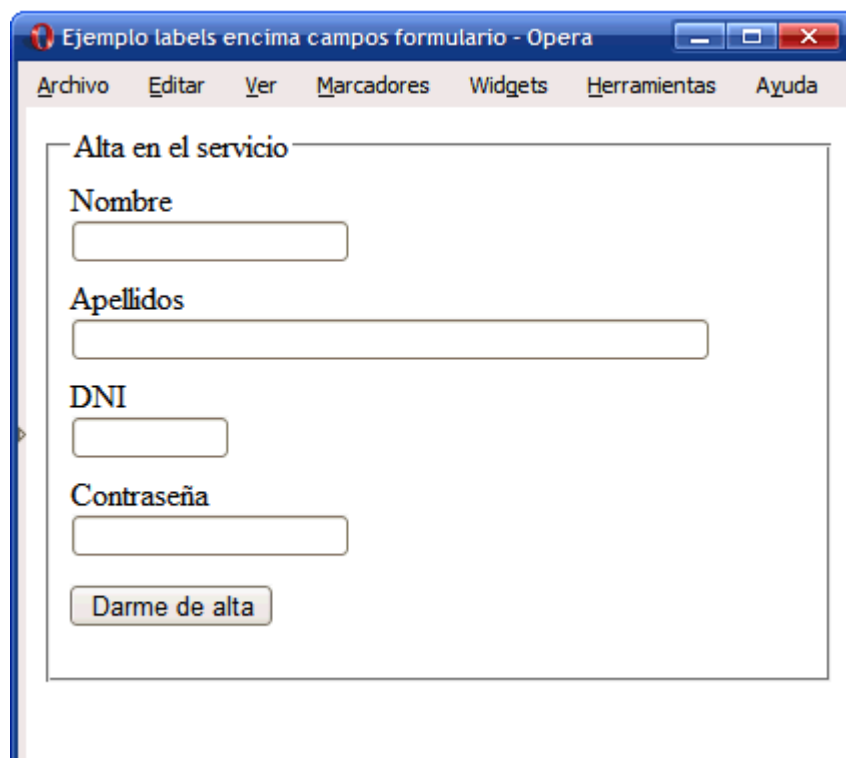 Ejemplo labels encima campos formulario - Opera
Archivo Editar Ver Marcadores Widgets Herramientas Ayuda
Alta en el servicio
Nombre
Apellidos
DNI
Contraseña
Darme de alta